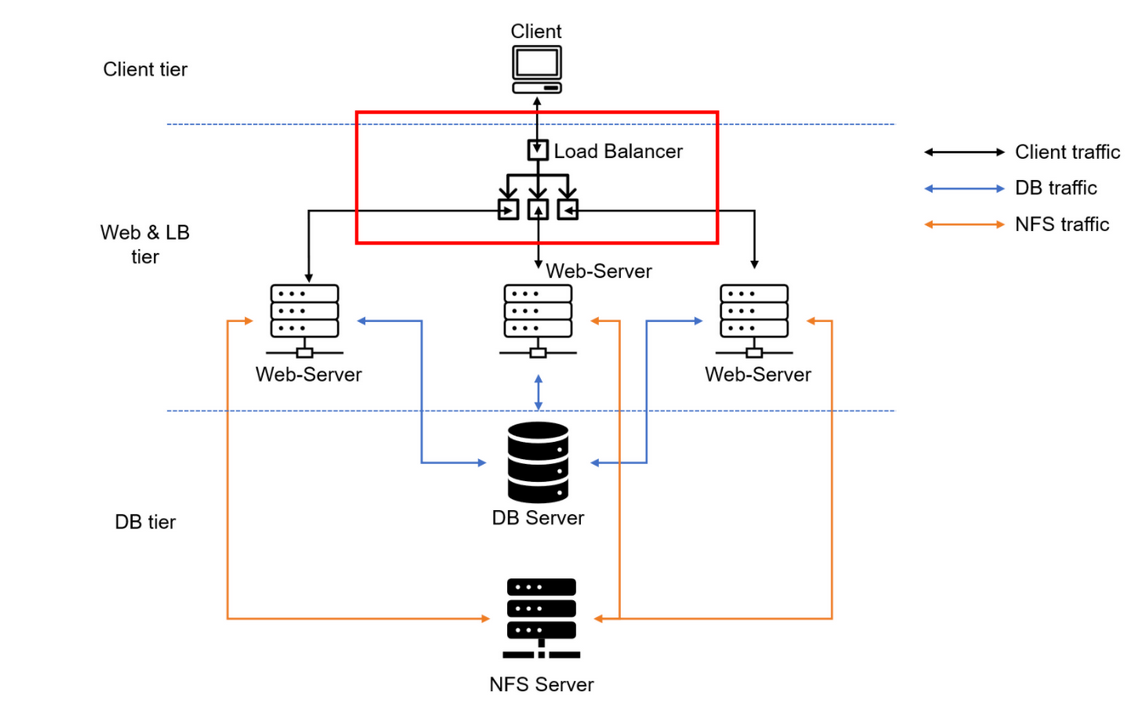 Client
Client tier
Load Balancer
Client traffic
DB traffic
NFS traffic
Web & LB
tier
Web-Server
Web-Server
Web-Server
DB tier
DB Server
NFS Server